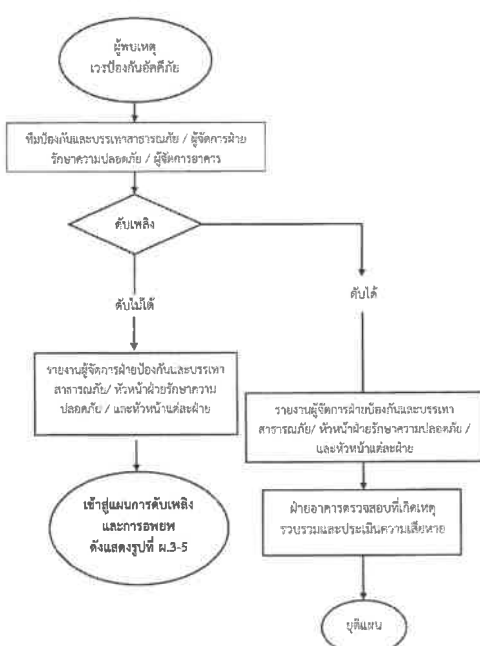 ผู้พบเหตุ
เวรป้องกันอัคคีภัย
ทีมป้องกันและบรรเทาสาธารณภัย / ผู้จัดการฝ่าย
รักษาความปลอดภัย / ผู้จัดการอาคาร
ดับเพลิง
ดับไม่ได้
ดับได้
รายงานผู้จัดการฝ่ายป้องกันและบรรเทา
สาธารณภัย/ หัวหน้าฝ่ายรักษาความ
ปลอดภัย / และหัวหน้าแต่ละฝ่าย
รายงานผู้จัดการฝ่ายป้องกันและบรรเทา
สาธารณภัย/ หัวหน้าฝ่ายรักษาความปลอดภัย /
และหัวหน้าแต่ละฝ่าย
เข้าสู่แผนการดับเพลิง
และการอพยพ
ดังแสดงรูปที่ ผ.3-5
ฝ่ายอาคารตรวจสอบที่เกิดเหตุ
รวบรวมและประเมินความเสียหาย
ยุติแผน